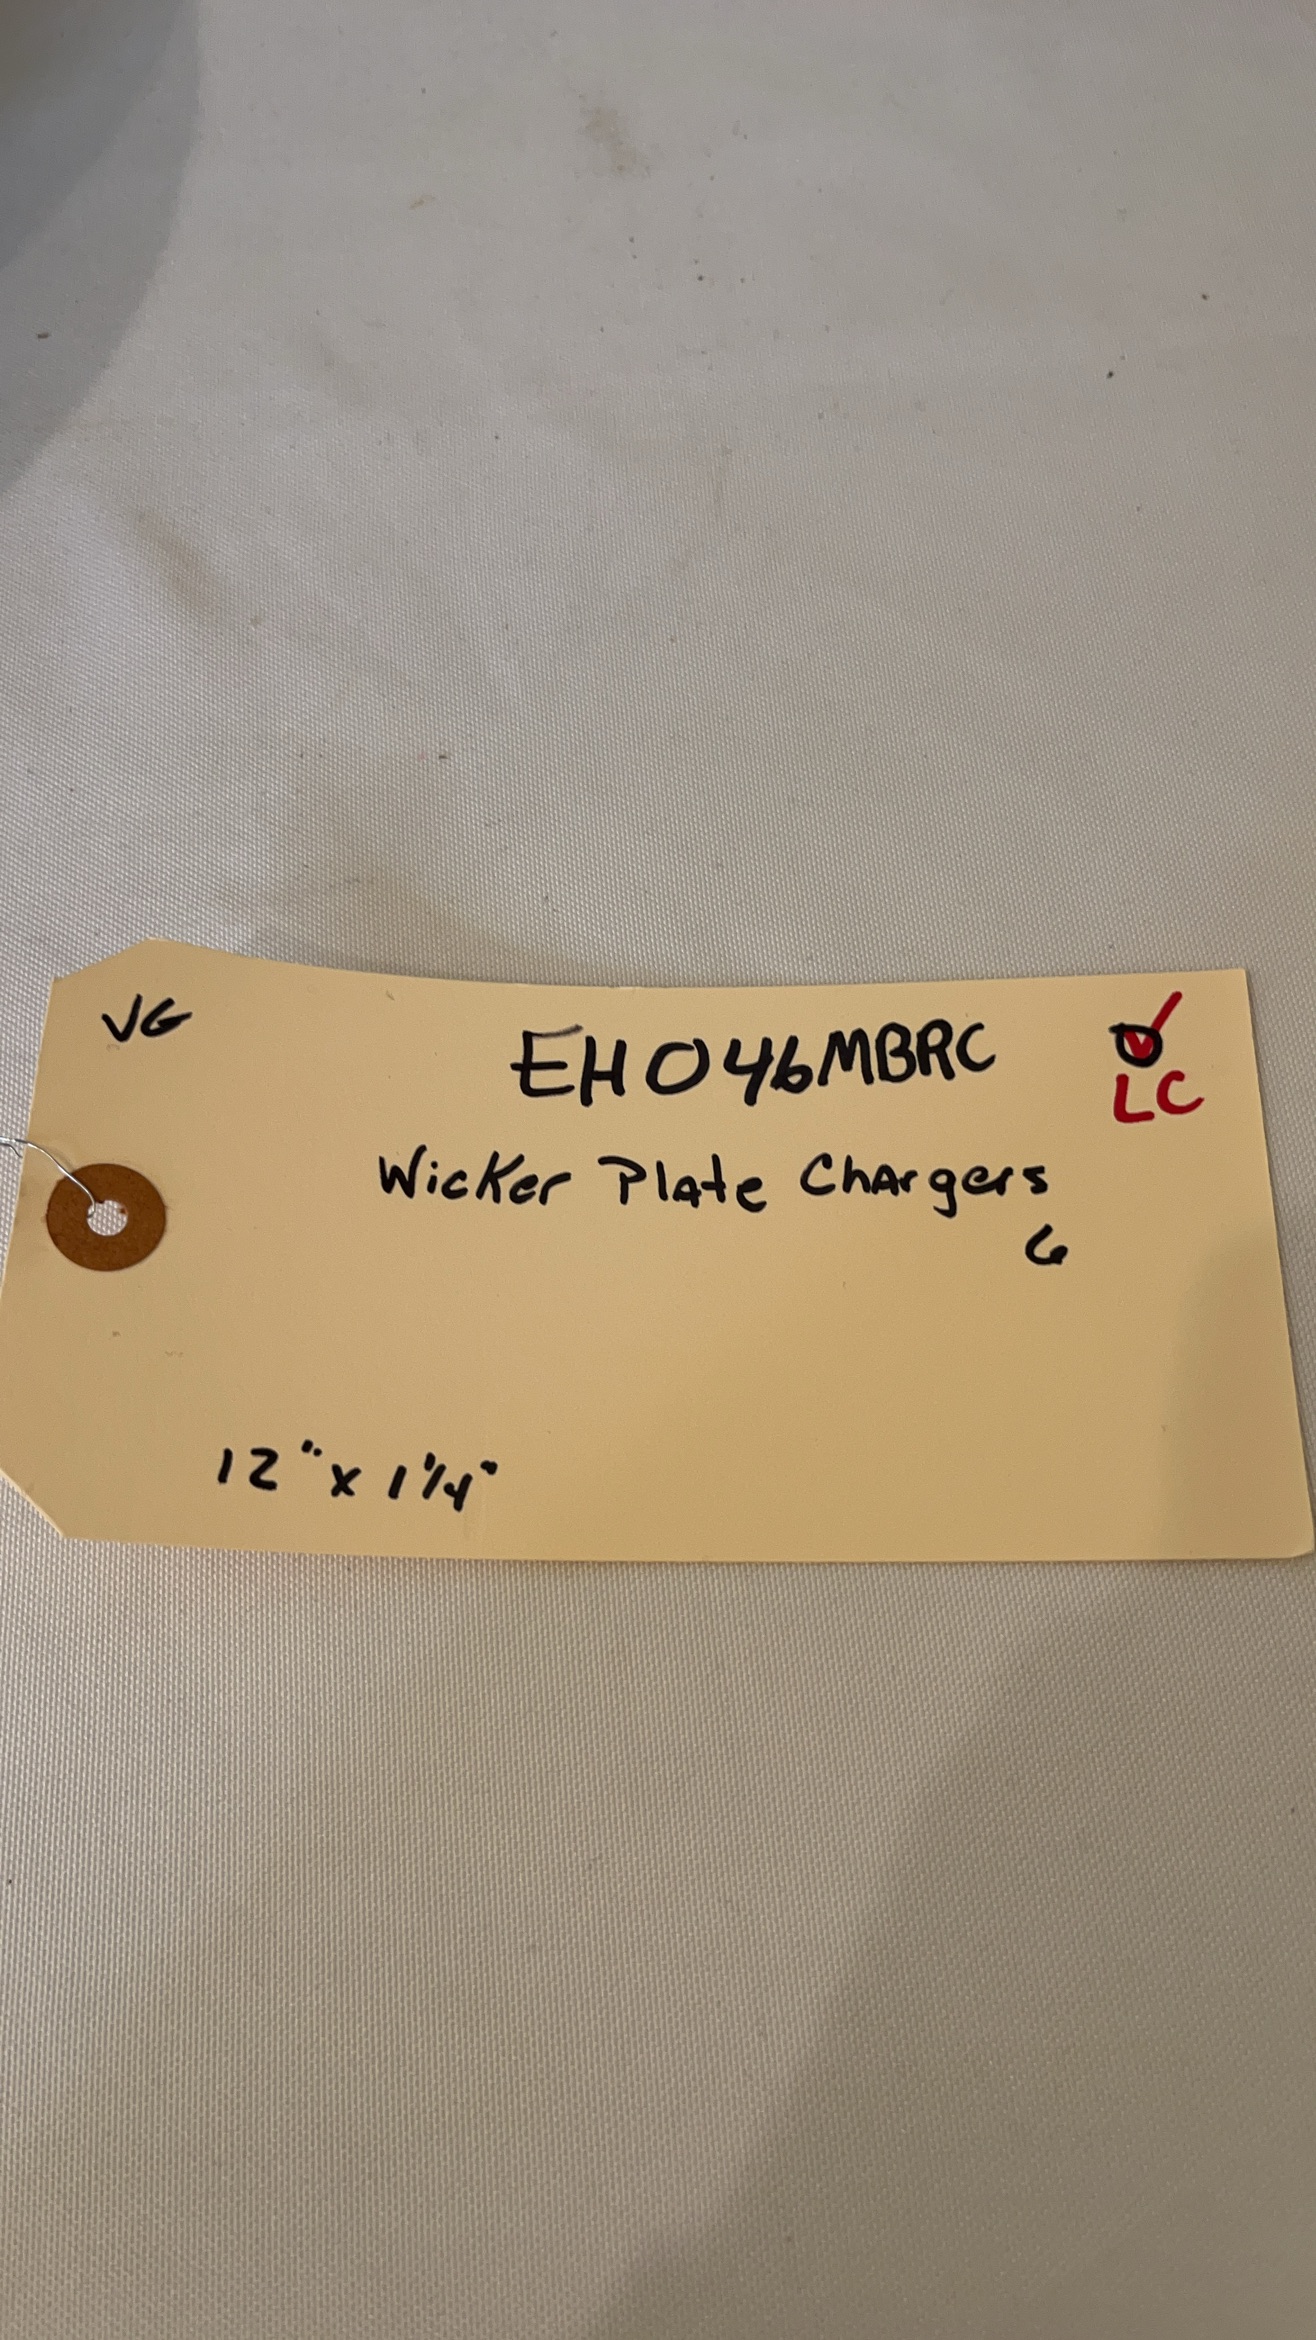 VG
EH046MBRC
LC
Wicker Plate Chargers
6
12" x 1 1/4"